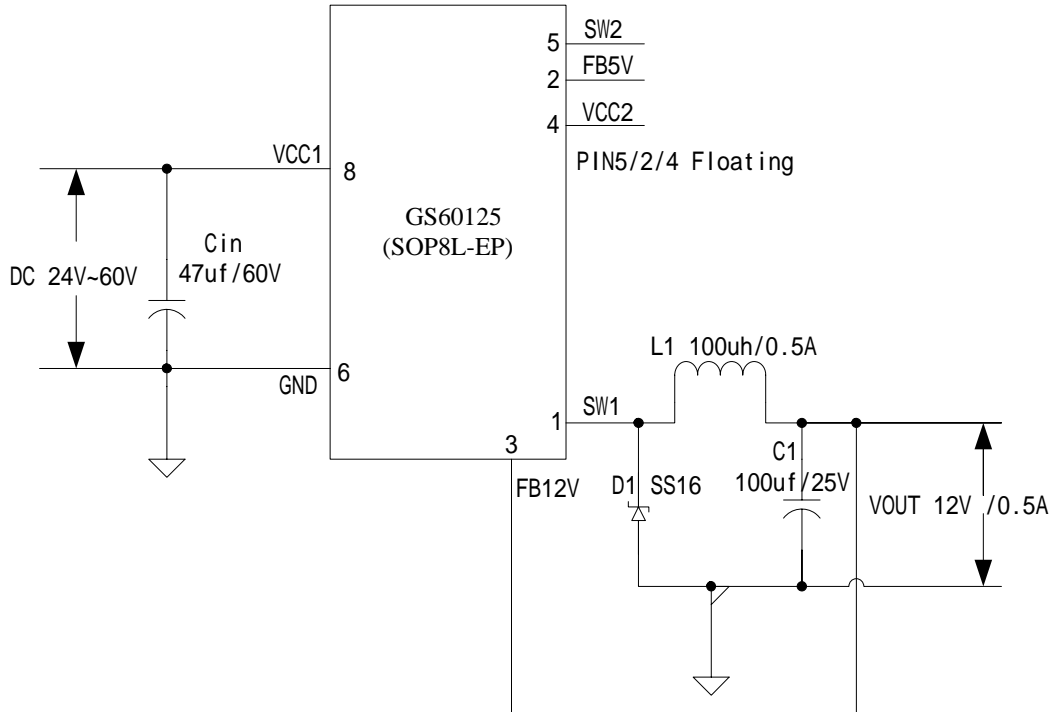 SW2
5
FB5V
2
VCC2
4
PIN5/2/4 Floating
VCC1
8
GS60125
(SOP8L-EP)
Cin
47uf/60V
DC 24V~60V
6
GND
L1 100uh/0.5A
SW1
1
3
FB12V
D1 SS16
C1
100uf/25V
VOUT 12V /0.5A